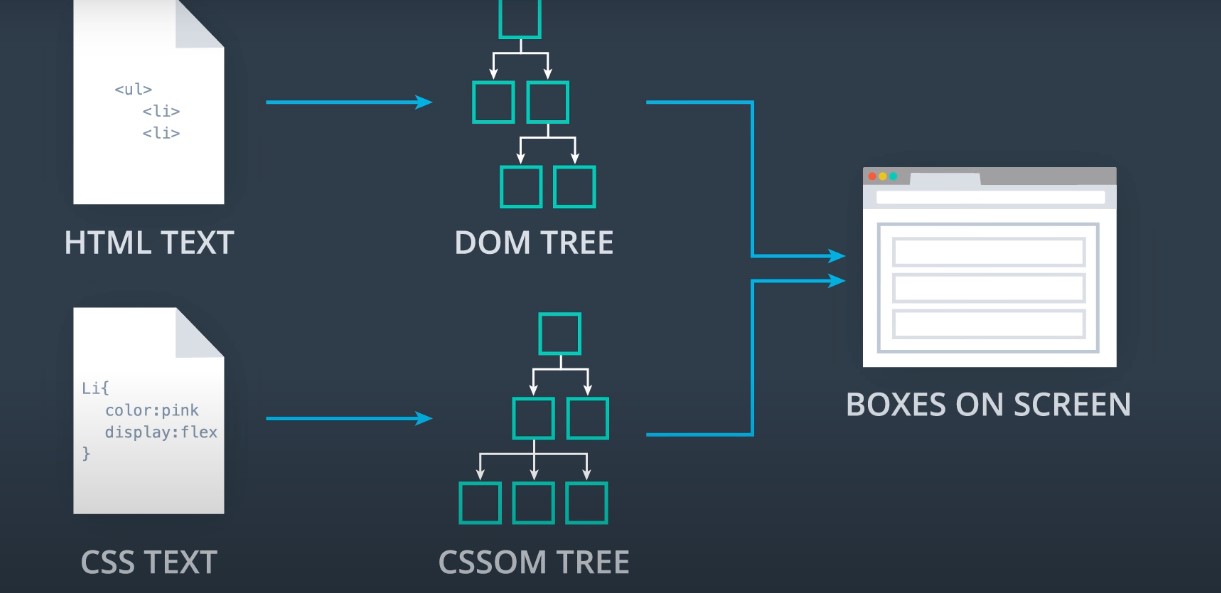 <ul>
<li>
<li>
HTML TEXT
DOM TREE
Li{
color:pink
display:flex
}
CSS TEXT
CSSOM TREE
BOXES ON SCREEN